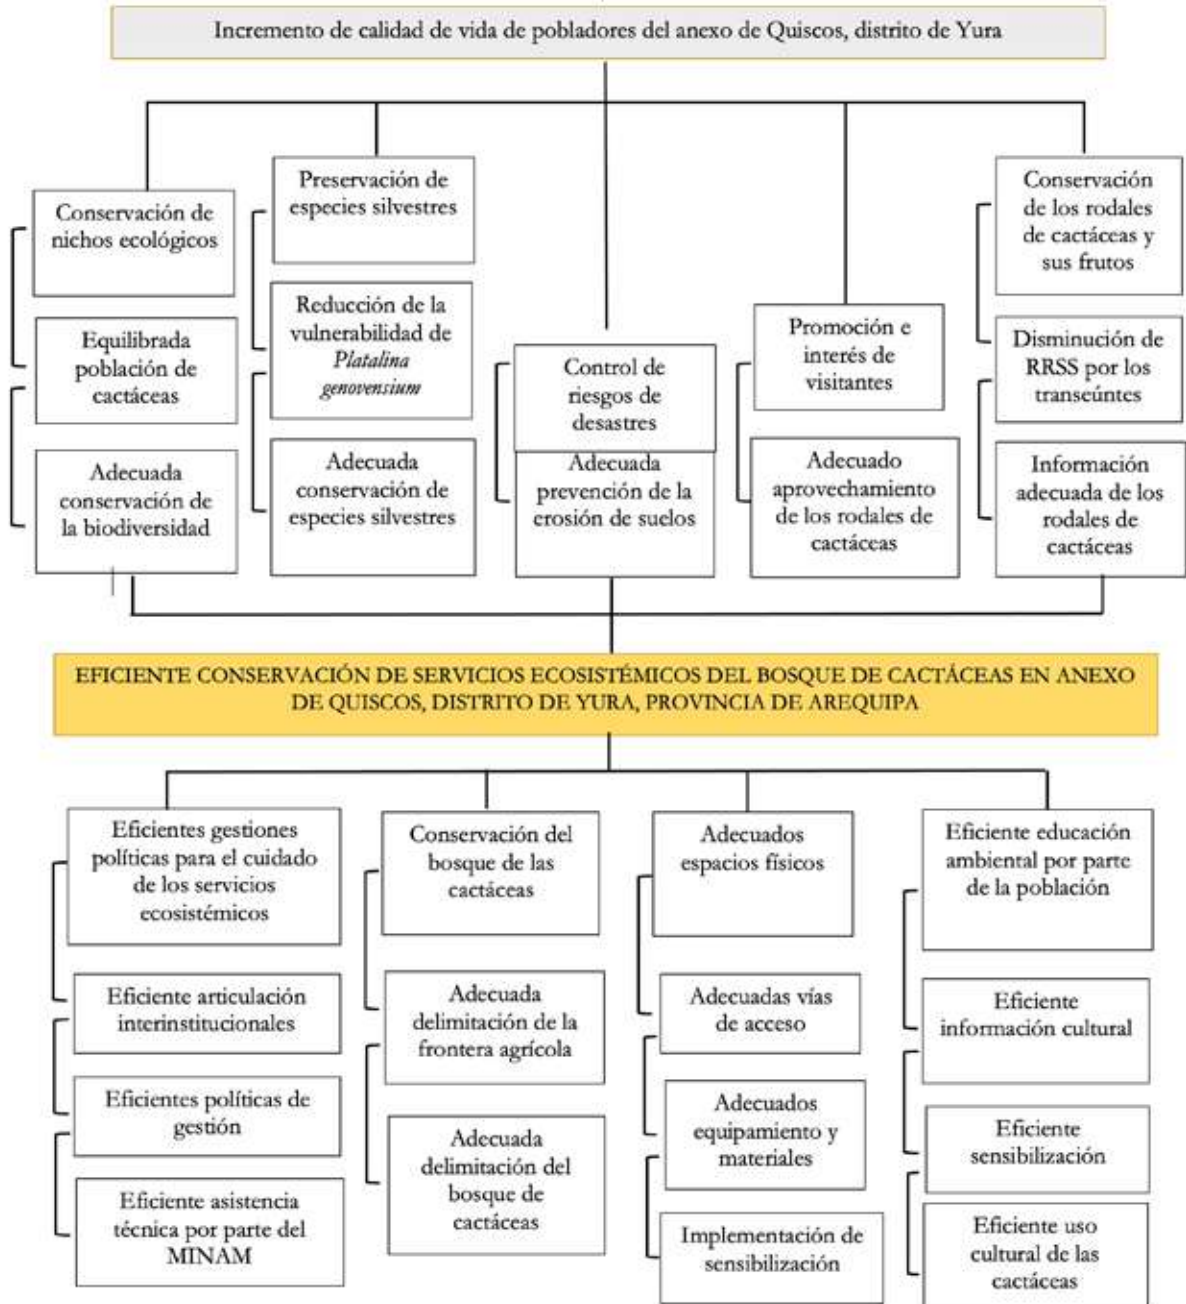 Incremento de calidad de vida de pobladores del anexo de Quiscos, distrito de Yura
Conservación de
nichos ecológicos
Equilibrada
población de
cactáceas
Adecuada
conservación de
la biodiversidad
Preservación de
especies silvestres
Reducción de la
vulnerabilidad de
Platalina
genovensium
Adecuada
conservación de
especies silvestres
Control de
riesgos de
desastres
Adecuada
prevención de la
erosión de suelos
Promoción e
interés de
visitantes
Adecuado
aprovechamiento
de los rodales de
cactáceas
Conservación
de los rodales
de cactáceas y
sus frutos
Disminución de
RRSS por los
transeúntes
Información
adecuada de los
rodales de
cactáceas
EFICIENTE CONSERVACIÓN DE SERVICIOS ECOSISTÉMICOS DEL BOSQUE DE CACTÁCEAS EN ANEXO
DE QUISCOS, DISTRITO DE YURA, PROVINCIA DE AREQUIPA
Eficientes gestiones
políticas para el cuidado
de los servicios
ecosistémicos
Eficiente articulación
interinstitucionales
Eficientes políticas de
gestión
Eficiente asistencia
técnica por parte del
MINAM
Conservación del
bosque de las
cactáceas
Adecuada
delimitación de la
frontera agrícola
Adecuada
delimitación del
bosque de
cactáceas
Adecuados
espacios físicos
Adecuadas vías
de acceso
Adecuados
equipamiento y
materiales
Implementación de
sensibilización
Eficiente educación
ambiental por parte
de la población
Eficiente
información cultural
Eficiente
sensibilización
Eficiente uso
cultural de las
cactáceas